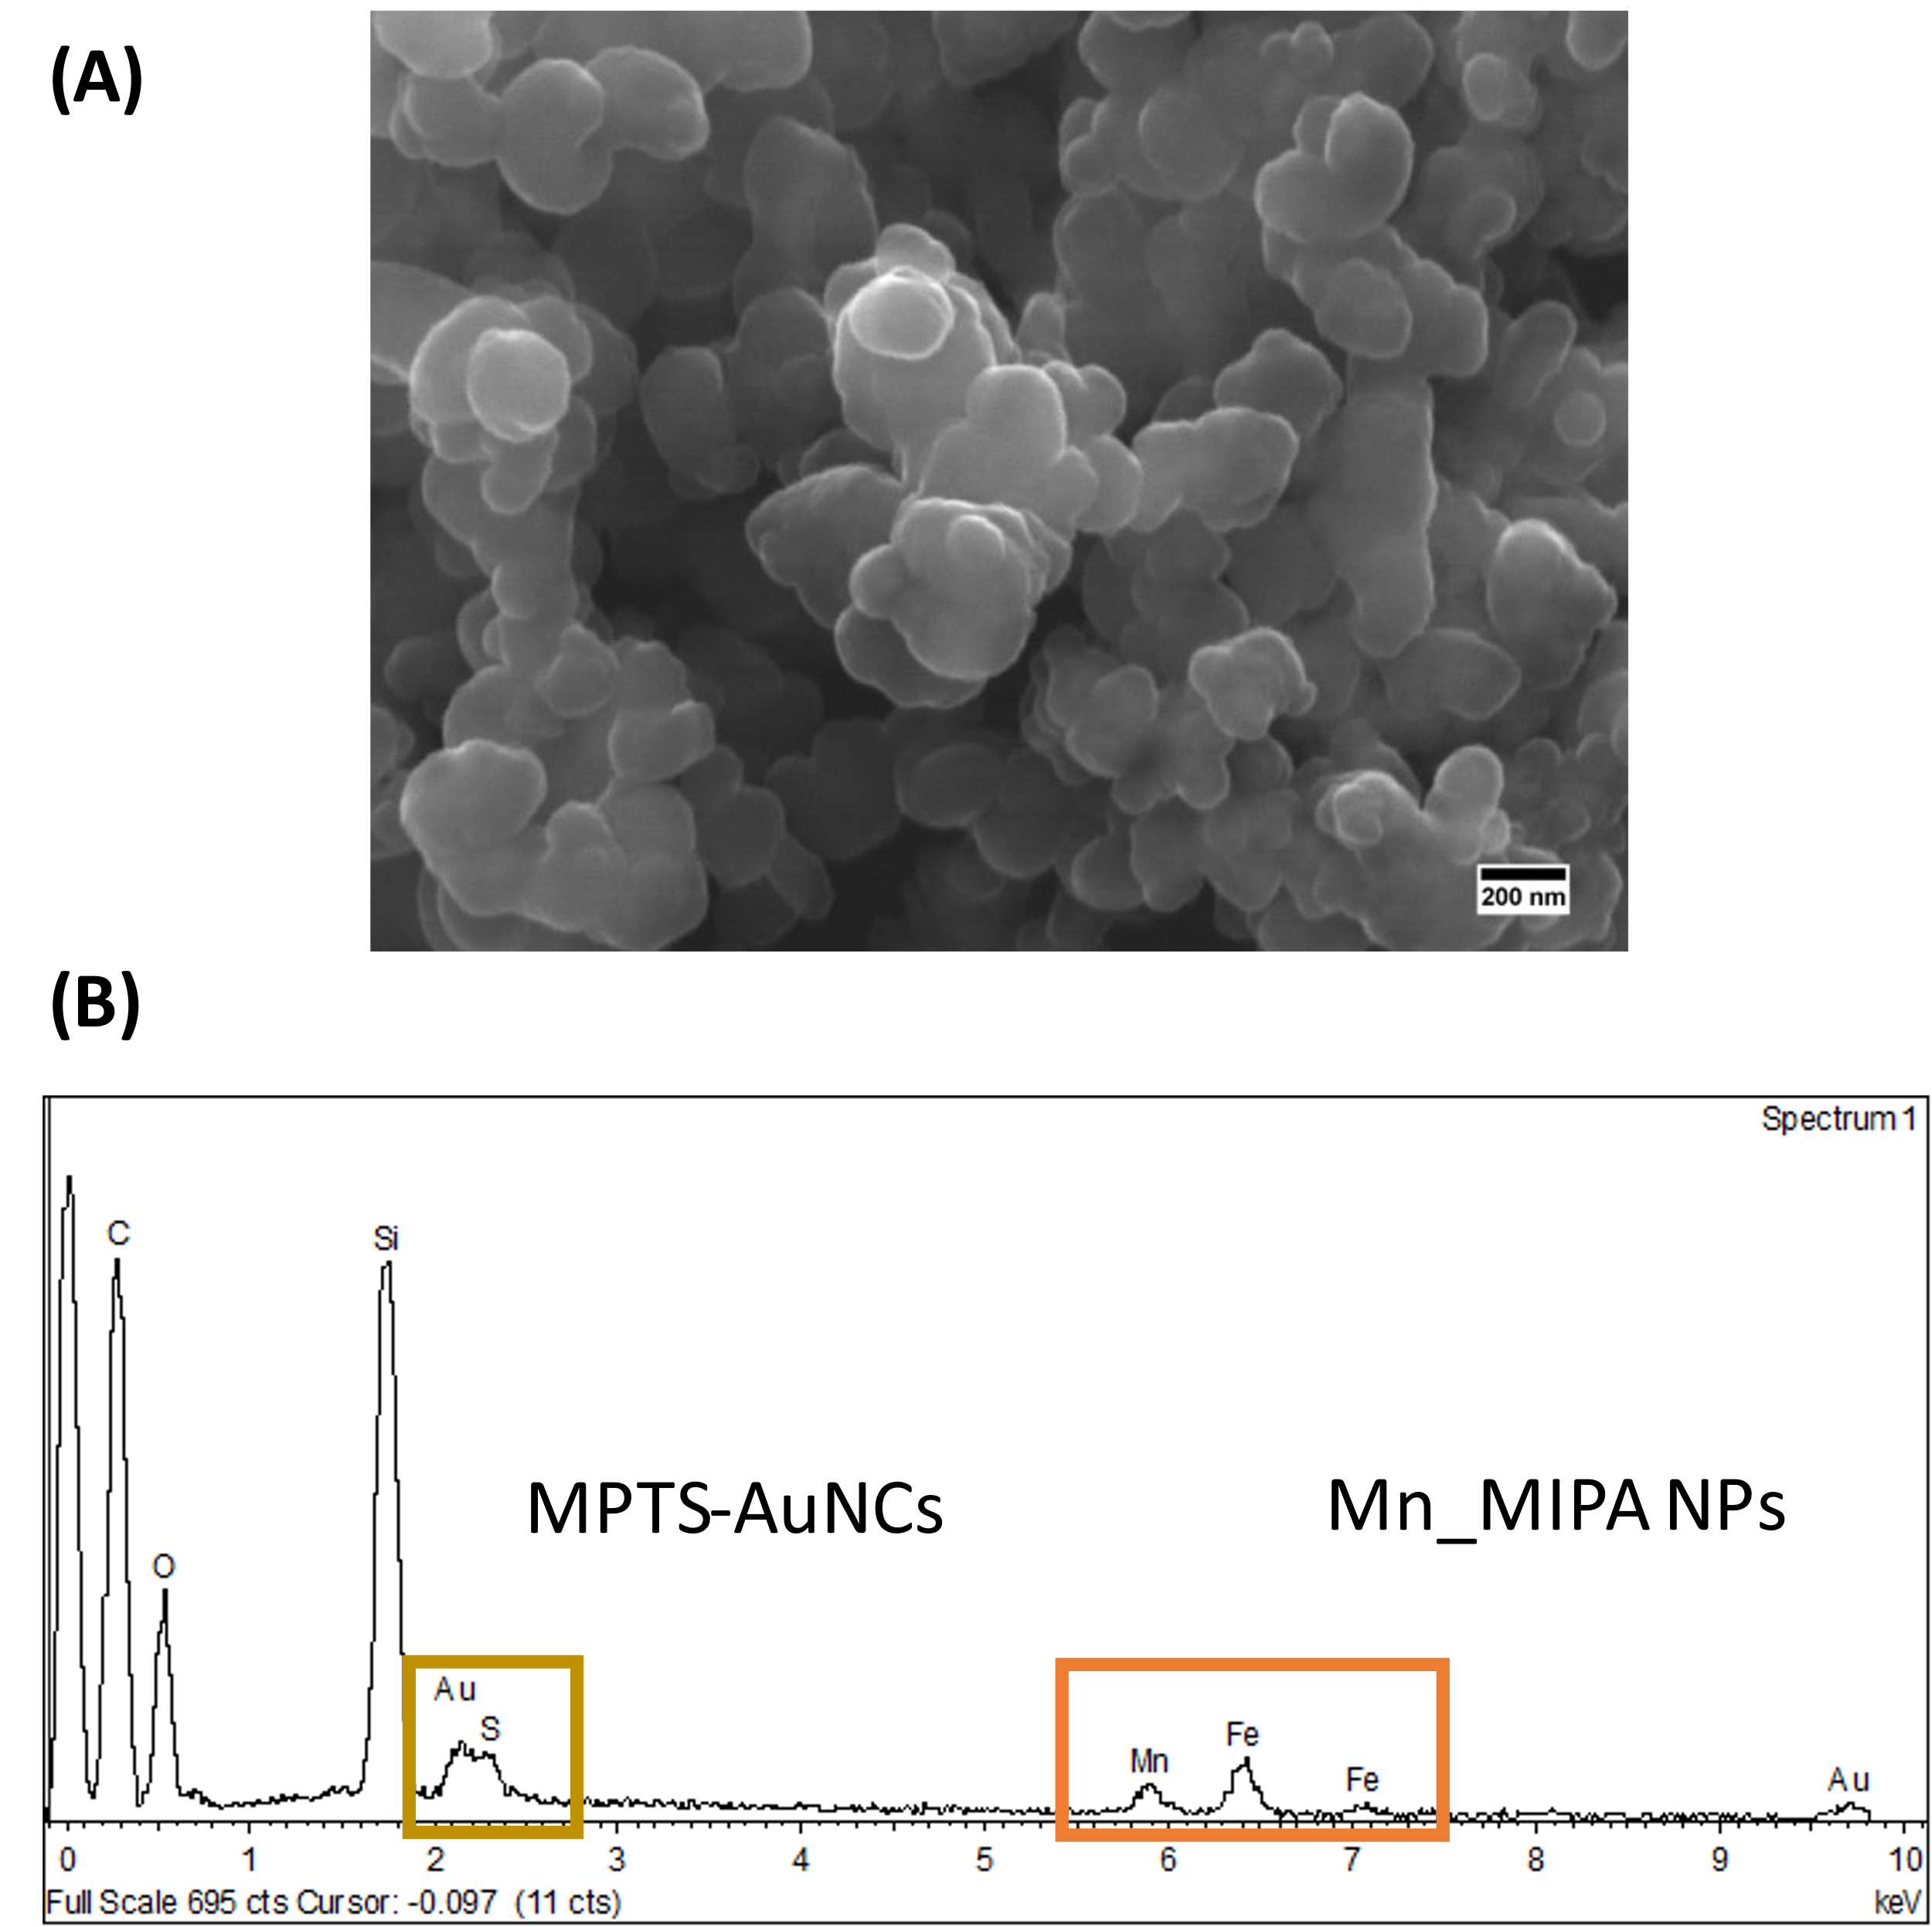 (A)
200 nm
(B)
Spectrum 1
C
Si
O
MPTS-AuNCs
Mn_MIPA NPs
Au
S
Mn
Fe
Fe
Au
0 1 2 3 4 5 6 7 8 9 10
Full Scale 695 cts Cursor: -0.097 (11 cts) keV